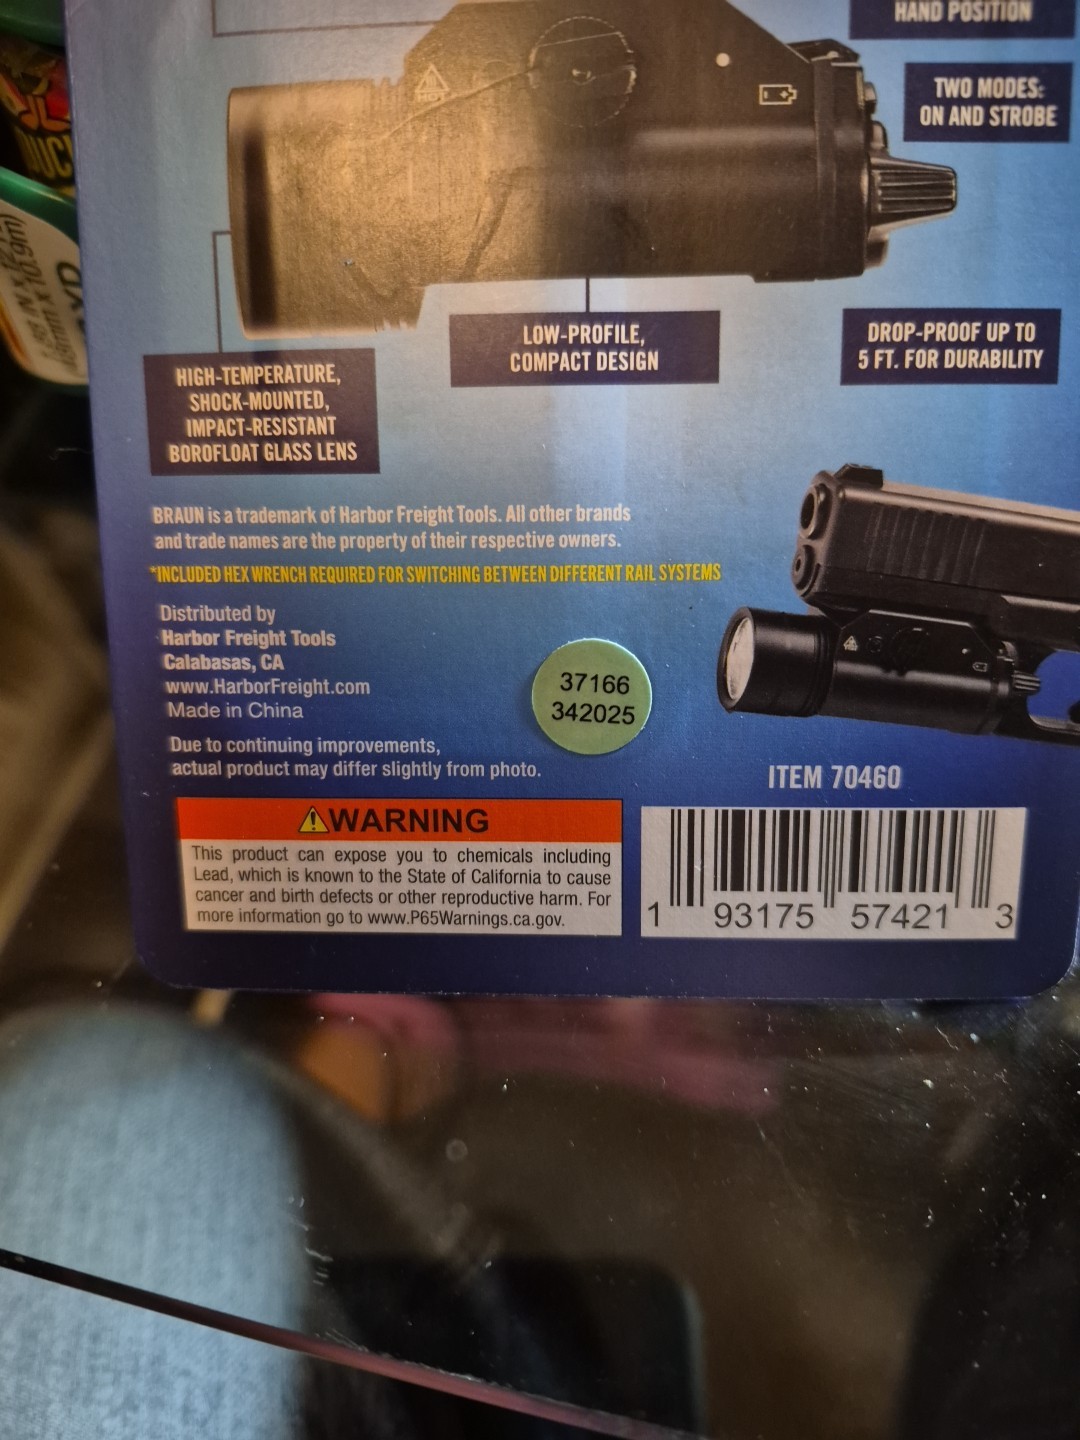 HAND POSITION
TWO MODES:
ON AND STROBE
LOW-PROFILE,
COMPACT DESIGN
DROP-PROOF UP TO
5 FT. FOR DURABILITY
HIGH-TEMPERATURE,
SHOCK-MOUNTED,
IMPACT-RESISTANT
BOROFLOAT GLASS LENS
BRAUN is a trademark of Harbor Freight Tools. All other brands
and trade names are the property of their respective owners.
*INCLUDED HEX WRENCH REQUIRED FOR SWITCHING BETWEEN DIFFERENT RAIL SYSTEMS
Distributed by
Harbor Freight Tools
Calabasas, CA
www.HarborFreight.com
Made in China
Due to continuing improvements,
actual product may differ slightly from photo.
37166
342025
ITEM 70460
WARNING
This product can expose you to chemicals including
Lead, which is known to the State of California to cause
cancer and birth defects or other reproductive harm. For
more information go to www.P65Warnings.ca.gov.
1 93175 57421 3